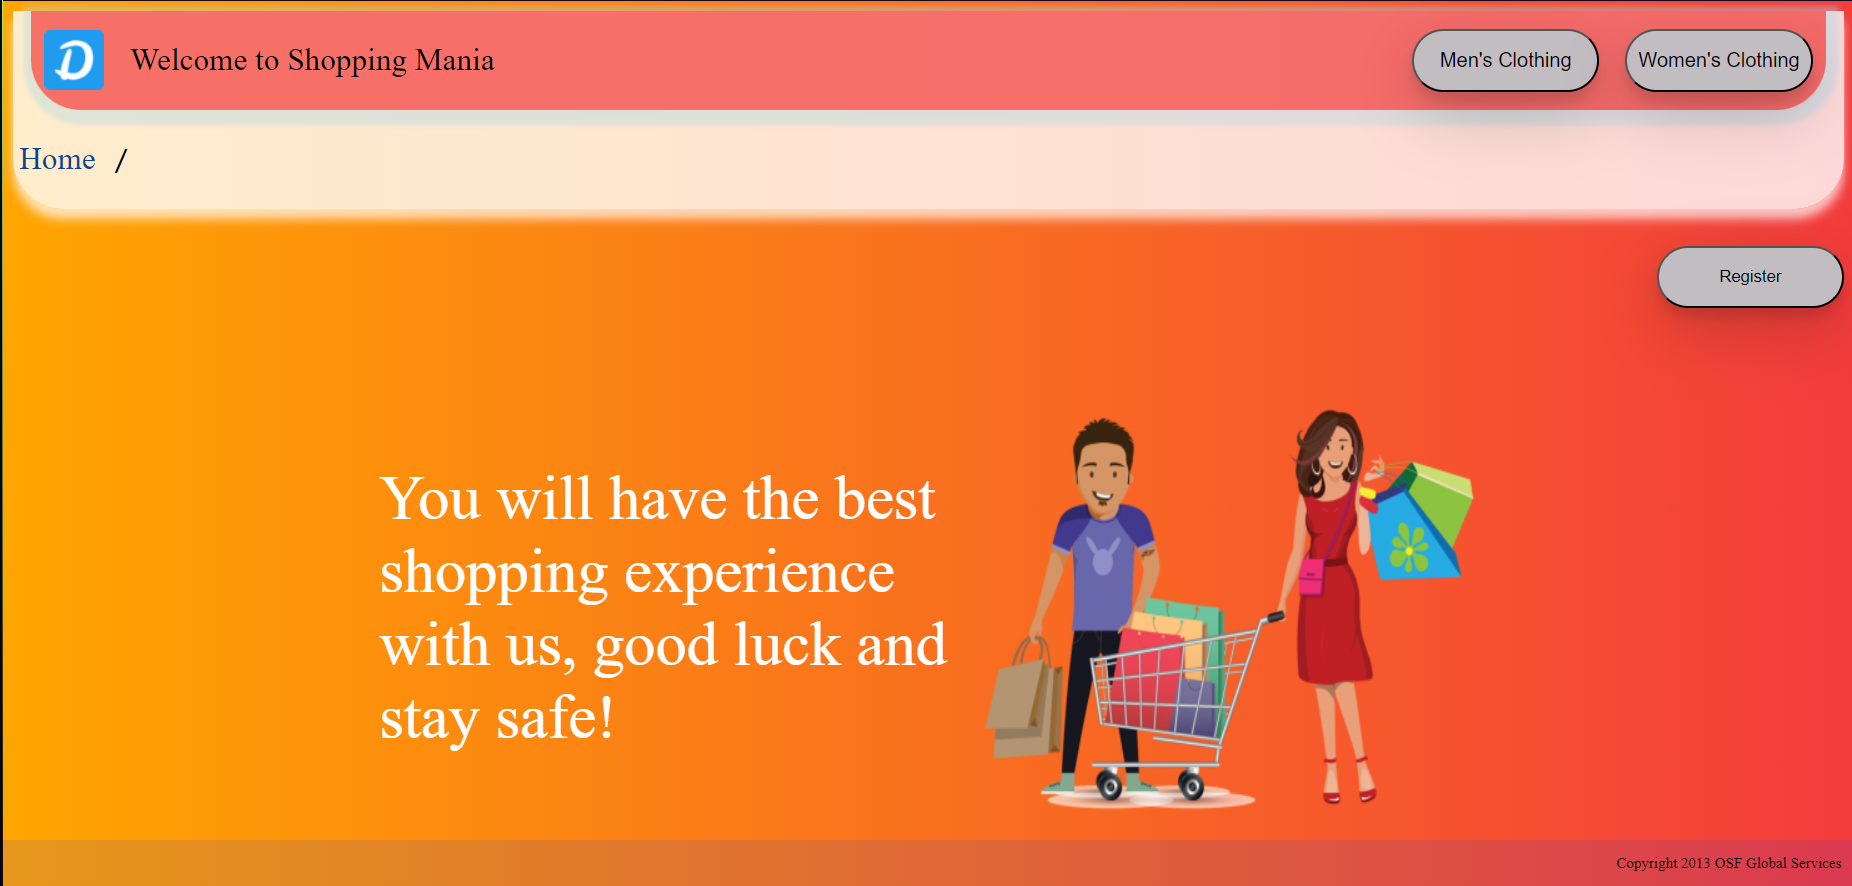 D
Welcome to Shopping Mania
Men's Clothing
Women's Clothing
Home /
Register
You will have the best
shopping experience
with us, good luck and
stay safe!
Copyright 2013 OSF Global Services